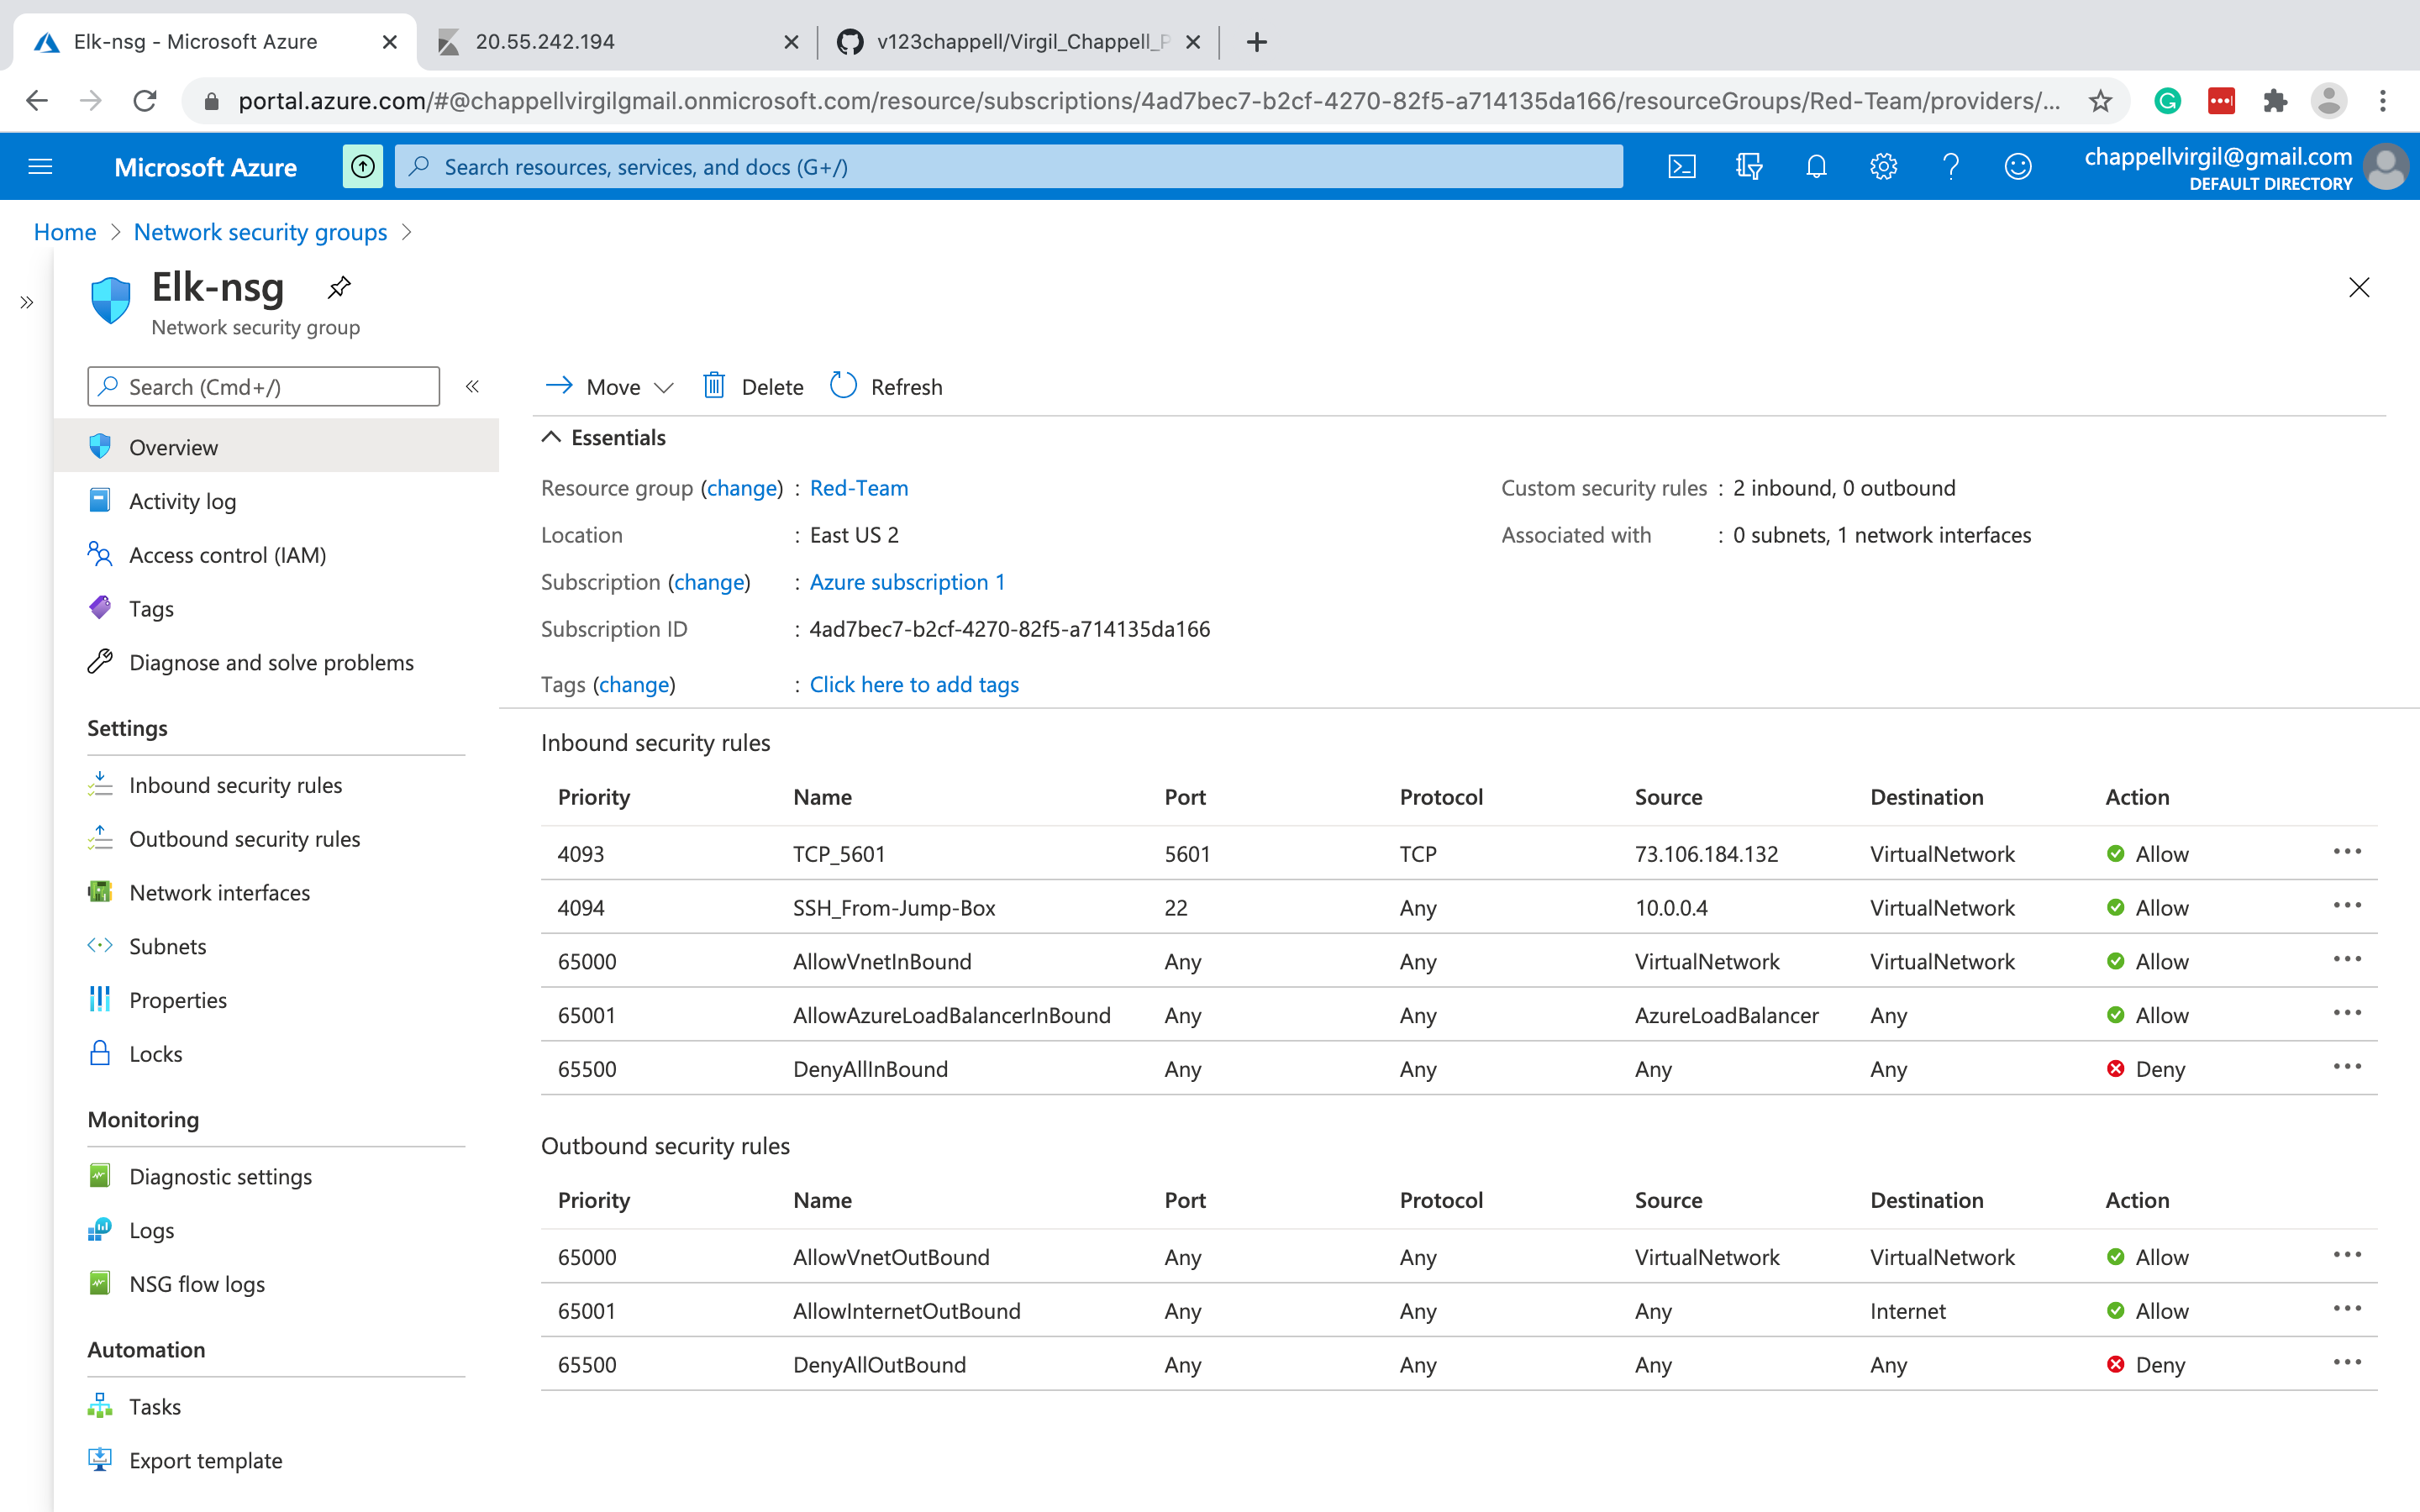 Elk-nsg - Microsoft Azure
20.55.242.194
v123chappell/Virgil_Chappell_P
portal.azure.com/#@chappellvirgilgmail.onmicrosoft.com/resource/subscriptions/4ad7bec7-b2cf-4270-82f5-a714135da166/resourceGroups/Red-Team/providers/...
Microsoft Azure
Search resources, services, and docs (G+/)
chappellvirgil@gmail.com
DEFAULT DIRECTORY
Home > Network security groups >
Elk-nsg
Network security group
Search (Cmd+/)
Overview
Activity log
Access control (IAM)
Tags
Diagnose and solve problems
Settings
Inbound security rules
Outbound security rules
Network interfaces
Subnets
Properties
Locks
Monitoring
Diagnostic settings
Logs
NSG flow logs
Automation
Tasks
Export template
Move Delete Refresh
Essentials
Resource group (change) : Red-Team
Location : East US 2
Subscription (change) : Azure subscription 1
Subscription ID : 4ad7bec7-b2cf-4270-82f5-a714135da166
Tags (change) : Click here to add tags
Custom security rules : 2 inbound, 0 outbound
Associated with : 0 subnets, 1 network interfaces
Inbound security rules
Priority Name Port Protocol Source Destination Action
4093 TCP_5601 5601 TCP 73.106.184.132 VirtualNetwork Allow
4094 SSH_From-Jump-Box 22 Any 10.0.0.4 VirtualNetwork Allow
65000 AllowVnetInBound Any Any VirtualNetwork VirtualNetwork Allow
65001 AllowAzureLoadBalancerInBound Any Any AzureLoadBalancer Any Allow
65500 DenyAllInBound Any Any Any Any Deny
Outbound security rules
Priority Name Port Protocol Source Destination Action
65000 AllowVnetOutBound Any Any VirtualNetwork VirtualNetwork Allow
65001 AllowInternetOutBound Any Any Any Internet Allow
65500 DenyAllOutBound Any Any Any Any Deny